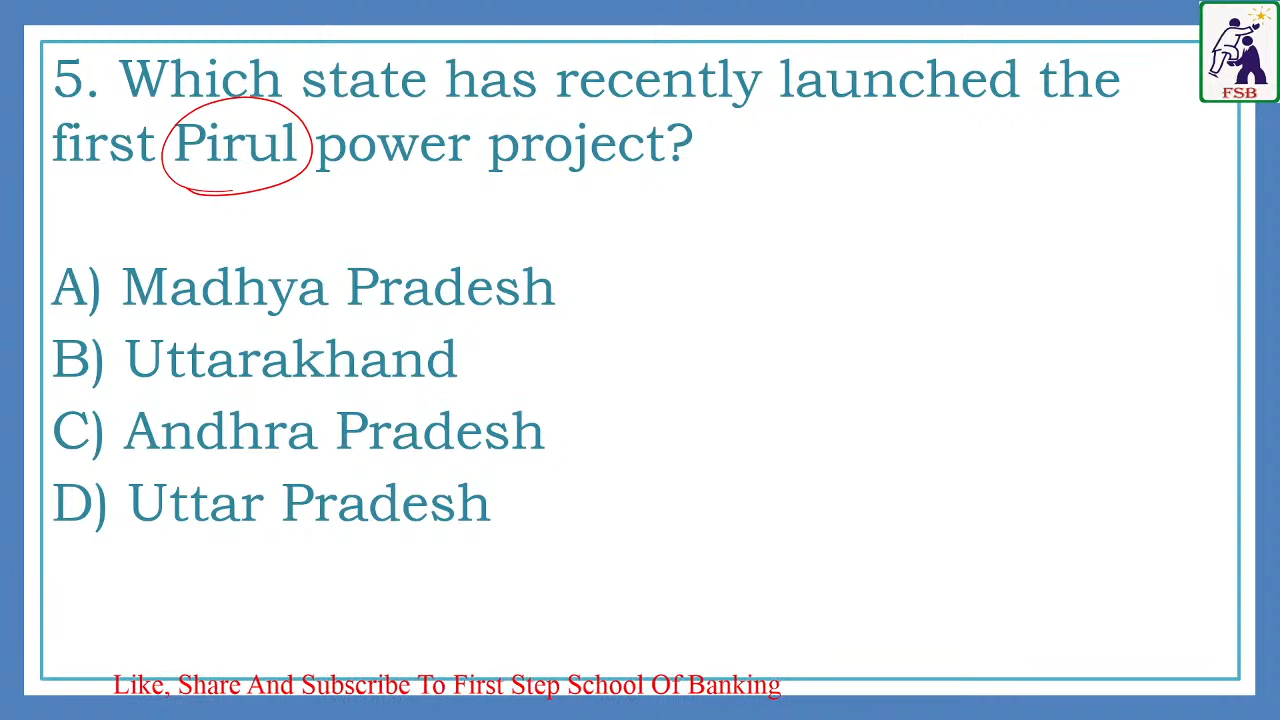 FSB
5. Which state has recently launched the
first Pirul power project?
A) Madhya Pradesh
B) Uttarakhand
C) Andhra Pradesh
D) Uttar Pradesh
Like, Share And Subscribe To First Step School Of Banking